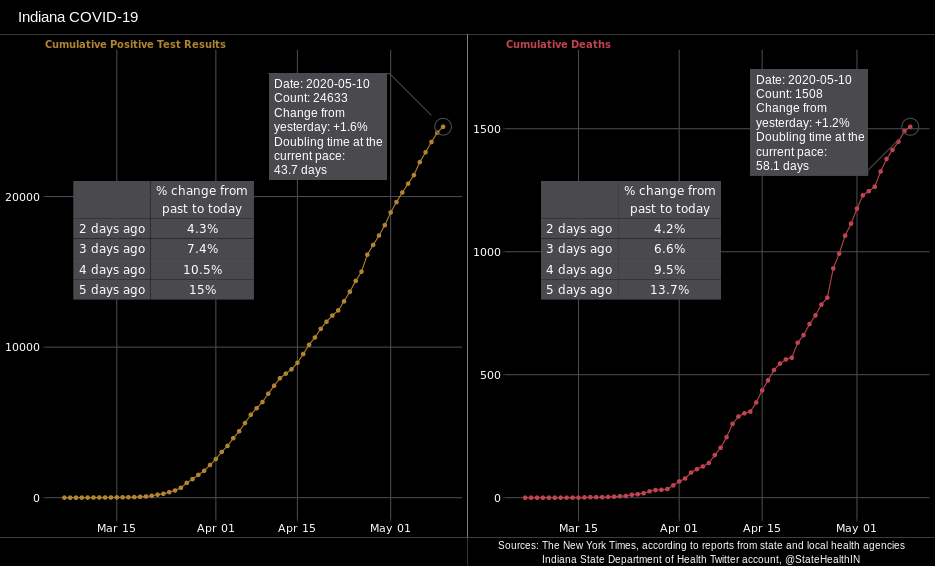 Indiana COVID-19
Cumulative Positive Test Results
Date: 2020-05-10
Count: 24633
Change from
yesterday: +1.6%
Doubling time at the
current pace:
43.7 days
% change from
past to today
2 days ago 4.3%
3 days ago 7.4%
4 days ago 10.5%
5 days ago 15%
20000
10000
0
Mar 15 Apr 01 Apr 15 May 01
Cumulative Deaths
Date: 2020-05-10
Count: 1508
Change from
yesterday: +1.2%
Doubling time at the
current pace:
58.1 days
% change from
past to today
2 days ago 4.2%
3 days ago 6.6%
4 days ago 9.5%
5 days ago 13.7%
1500
1000
500
0
Mar 15 Apr 01 Apr 15 May 01
Sources: The New York Times, according to reports from state and local health agencies
Indiana State Department of Health Twitter account, @StateHealthIN